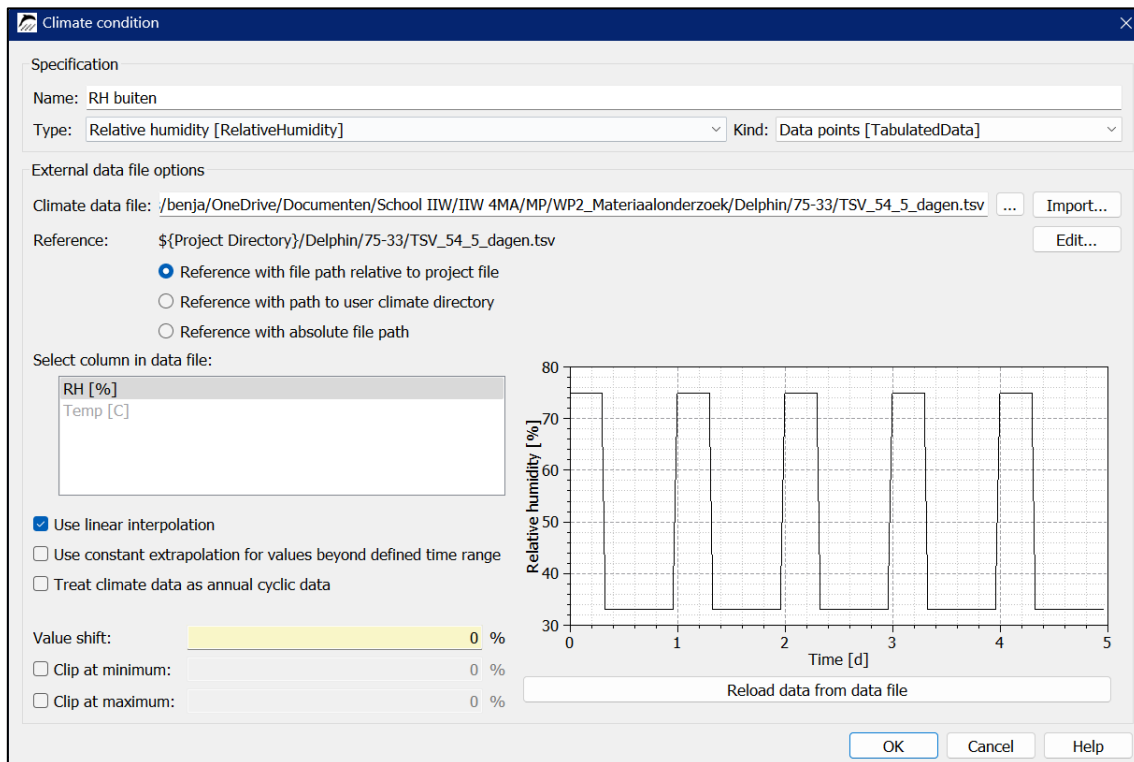 Climate condition
Specification
Name: RH buiten
Type: Relative humidity [RelativeHumidity] Kind: Data points [TabulatedData]
External data file options
Climate data file: /benja/OneDrive/Documenten/School IIW/IIW 4MA/MP/WP2_Materiaalonderzoek/Delphin/75-33/TSV_54_5_dagen.tsv ... Import...
Reference: ${Project Directory}/Delphin/75-33/TSV_54_5_dagen.tsv Edit...
Reference with file path relative to project file
Reference with path to user climate directory
Reference with absolute file path
Select column in data file:
RH [%]
Temp [C]
Use linear interpolation
Use constant extrapolation for values beyond defined time range
Treat climate data as annual cyclic data
Value shift: 0 %
Clip at minimum: 0 %
Clip at maximum: 0 %
80
70
60
50
40
30
Relative humidity [%]
0 1 2 3 4 5
Time [d]
Reload data from data file
OK Cancel Help